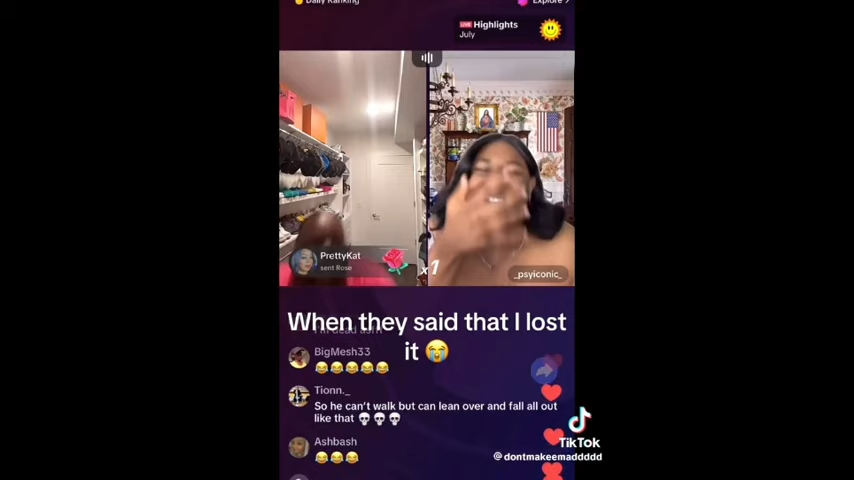 Daily Ranking
Explore >
LIVE Highlights
July
PrettyKat
sent Rose
x1
_psyiconic_
When they said that I lost
it 😭
BigMesh33
😂😂😂😂😂
Tionn._
So he can't walk but can lean over and fall all out
like that 💀💀💀
Ashbash
😂😂😂
TikTok
@dontmakeemaddddd